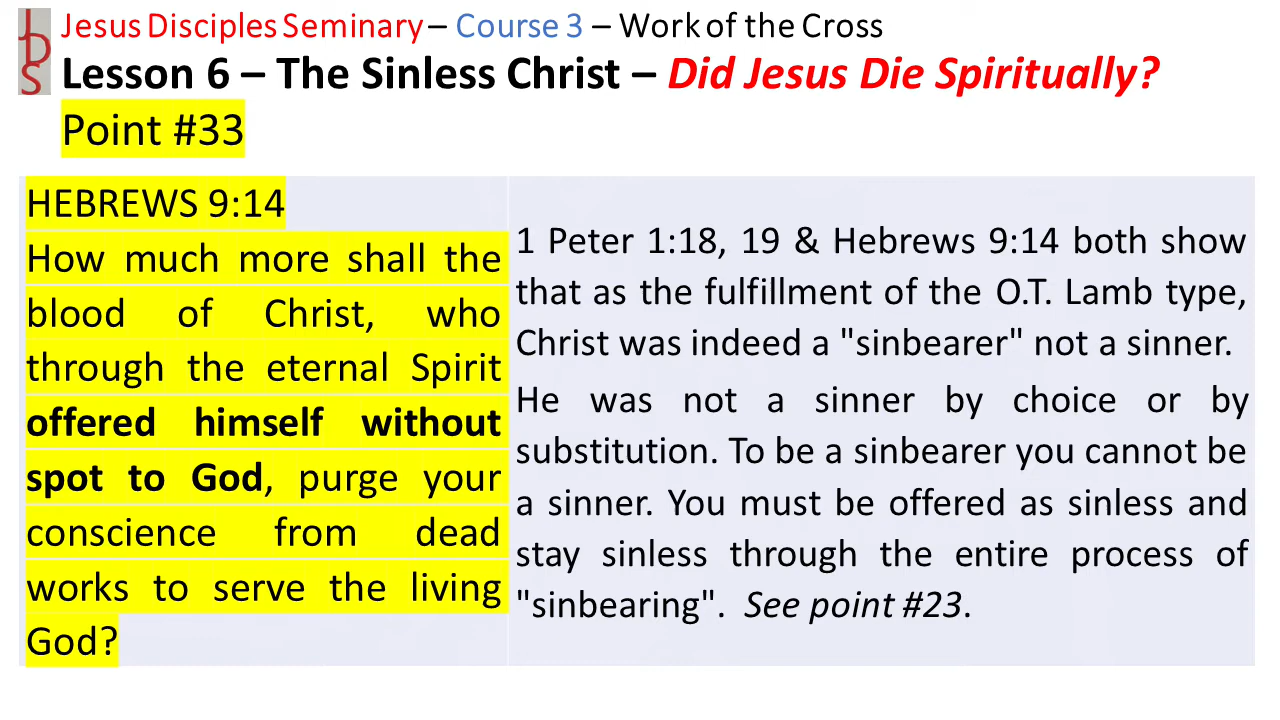 JDS
Jesus Disciples Seminary – Course 3 – Work of the Cross
Lesson 6 – The Sinless Christ – Did Jesus Die Spiritually?
Point #33
HEBREWS 9:14
How much more shall the
blood of Christ, who
through the eternal Spirit
offered himself without
spot to God, purge your
conscience from dead
works to serve the living
God?
1 Peter 1:18, 19 & Hebrews 9:14 both show
that as the fulfillment of the O.T. Lamb type,
Christ was indeed a "sinbearer" not a sinner.
He was not a sinner by choice or by
substitution. To be a sinbearer you cannot be
a sinner. You must be offered as sinless and
stay sinless through the entire process of
"sinbearing".  See point #23.